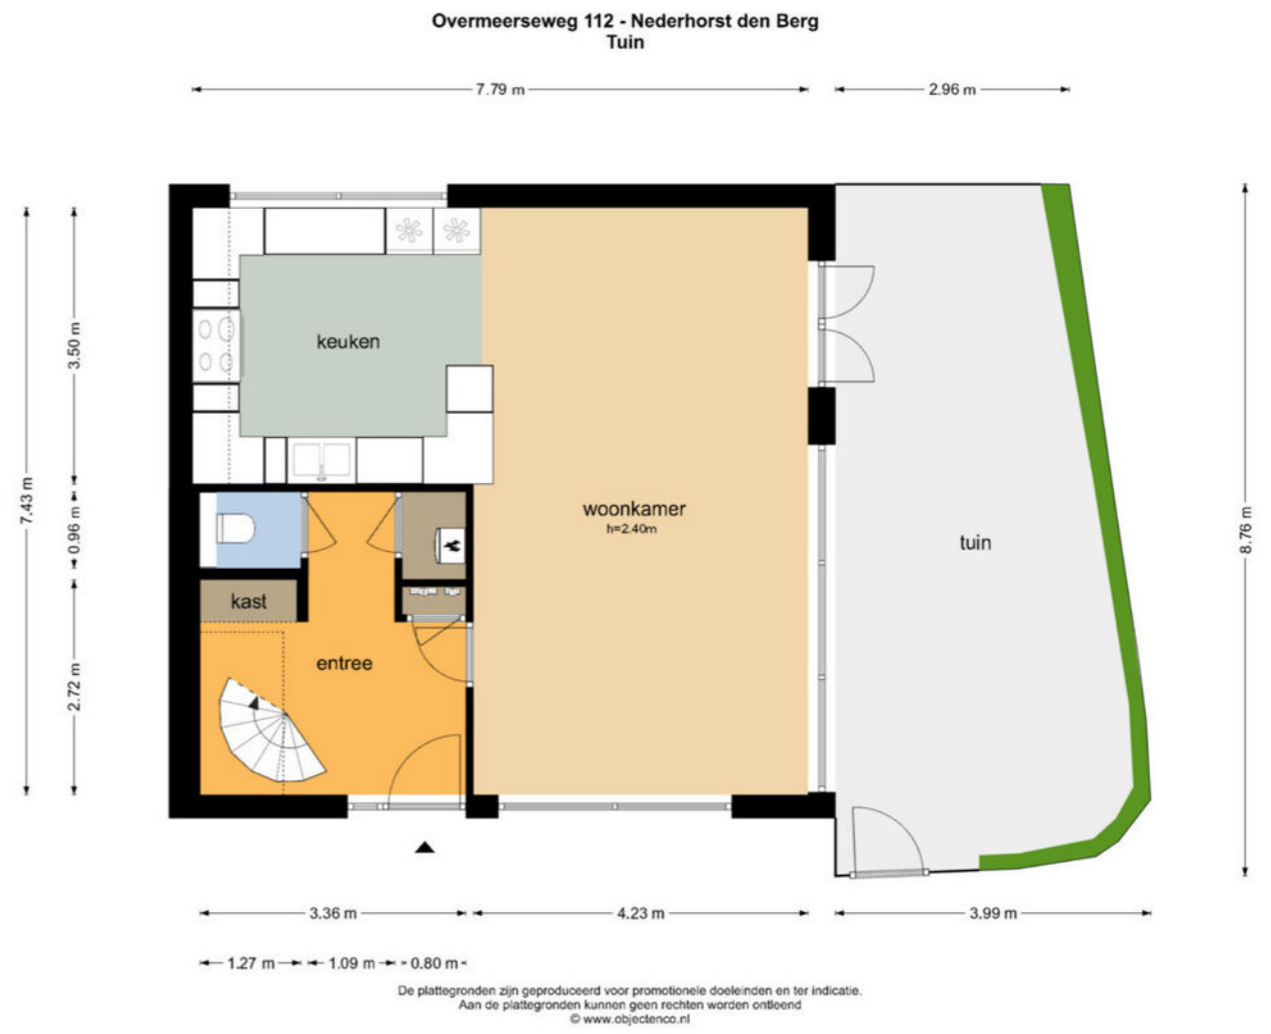 Overmeerseweg 112 - Nederhorst den Berg
Tuin
7.79 m
2.96 m
3.50 m
7.43 m
0.96 m
2.72 m
8.76 m
keuken
woonkamer
h=2.40m
tuin
kast
entree
3.36 m
4.23 m
3.99 m
1.27 m
1.09 m
0.80 m
De plattegronden zijn geproduceerd voor promotionele doeleinden en ter indicatie.
Aan de plattegronden kunnen geen rechten worden ontleend
© www.objectenco.nl